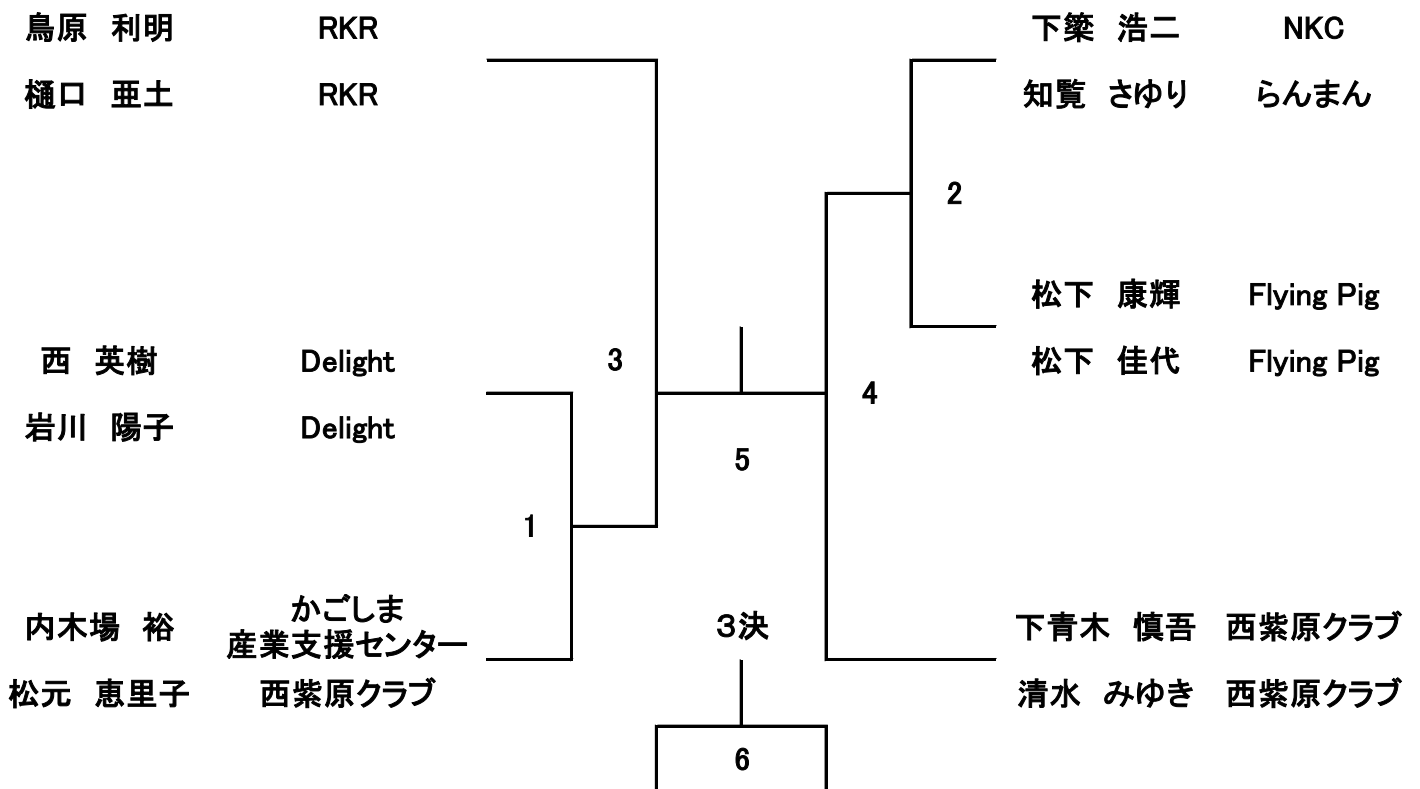 鳥原　利明　RKR
樋口　亜土　RKR
西　英樹　Delight
岩川　陽子　Delight
内木場　裕　かごしま
産業支援センター
松元　恵里子　西紫原クラブ
3
1
5
３決
6
下簗　浩二　NKC
知覧　さゆり　らんまん
2
松下　康輝　Flying Pig
松下　佳代　Flying Pig
4
下青木　慎吾　西紫原クラブ
清水　みゆき　西紫原クラブ